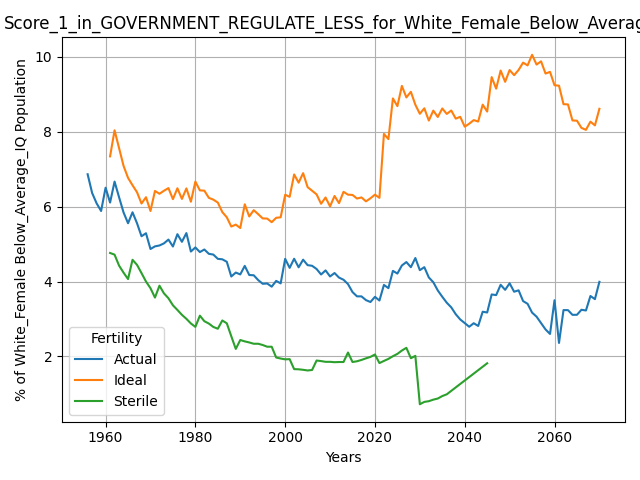 Score_1_in_GOVERNMENT_REGULATE_LESS_for_White_Female_Below_Averag
% of White_Female Below_Average_IQ Population
10
8
6
4
2
Fertility
Actual
Ideal
Sterile
1960 1980 2000 2020 2040 2060
Years